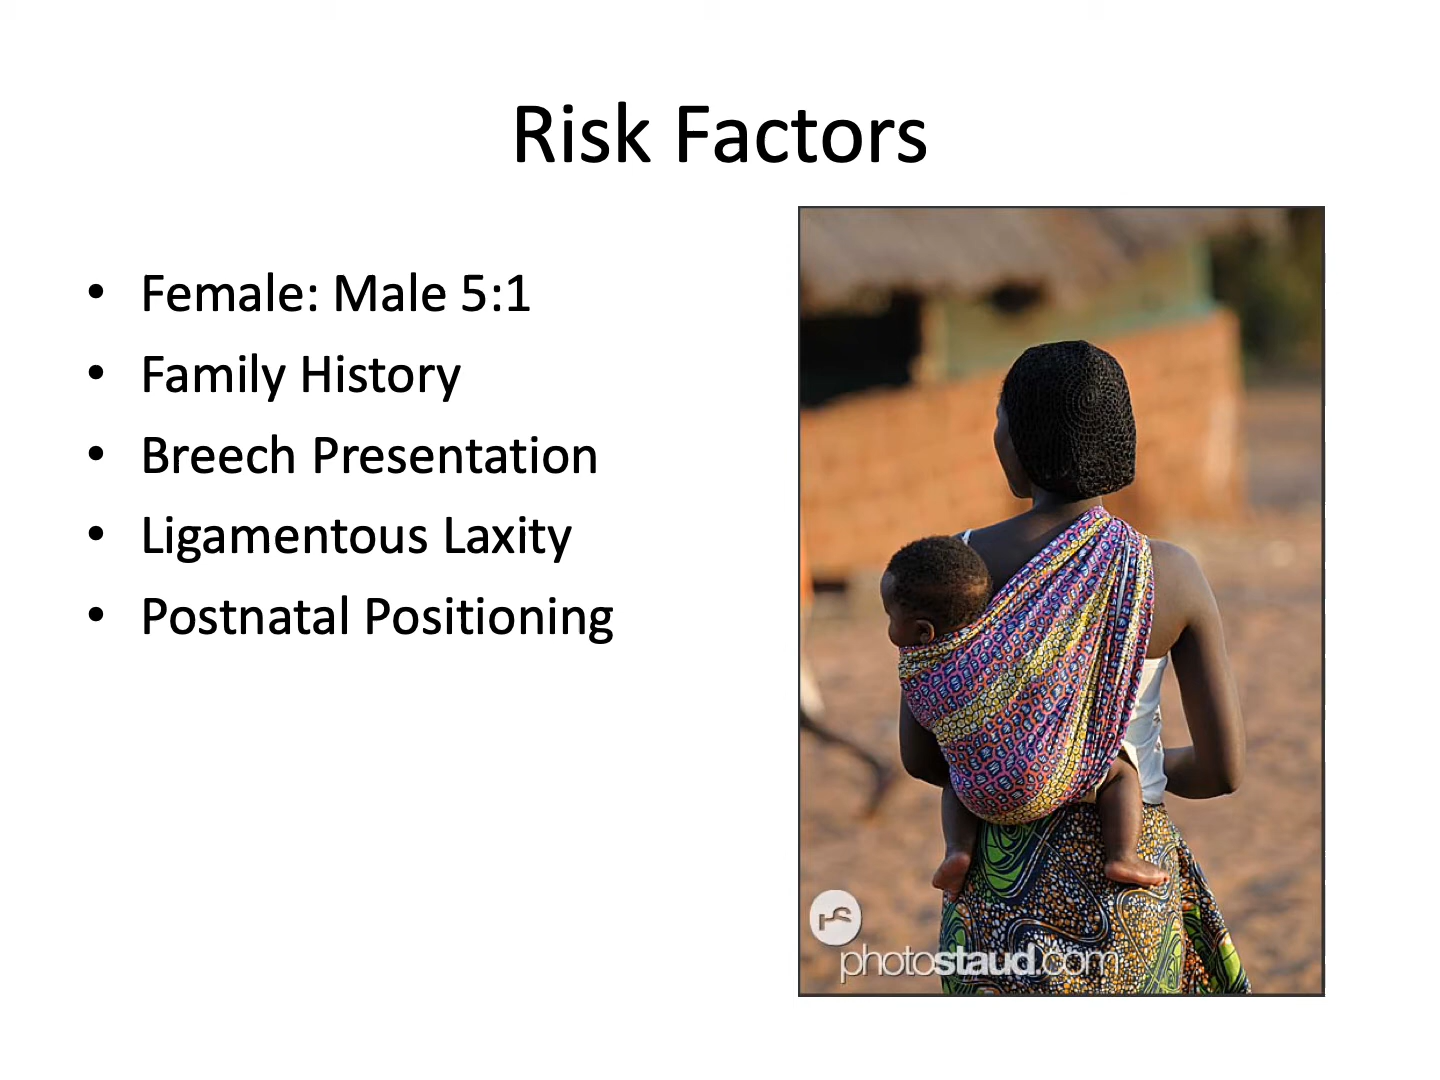 Risk Factors
• Female: Male 5:1
• Family History
• Breech Presentation
• Ligamentous Laxity
• Postnatal Positioning
photostaud.com